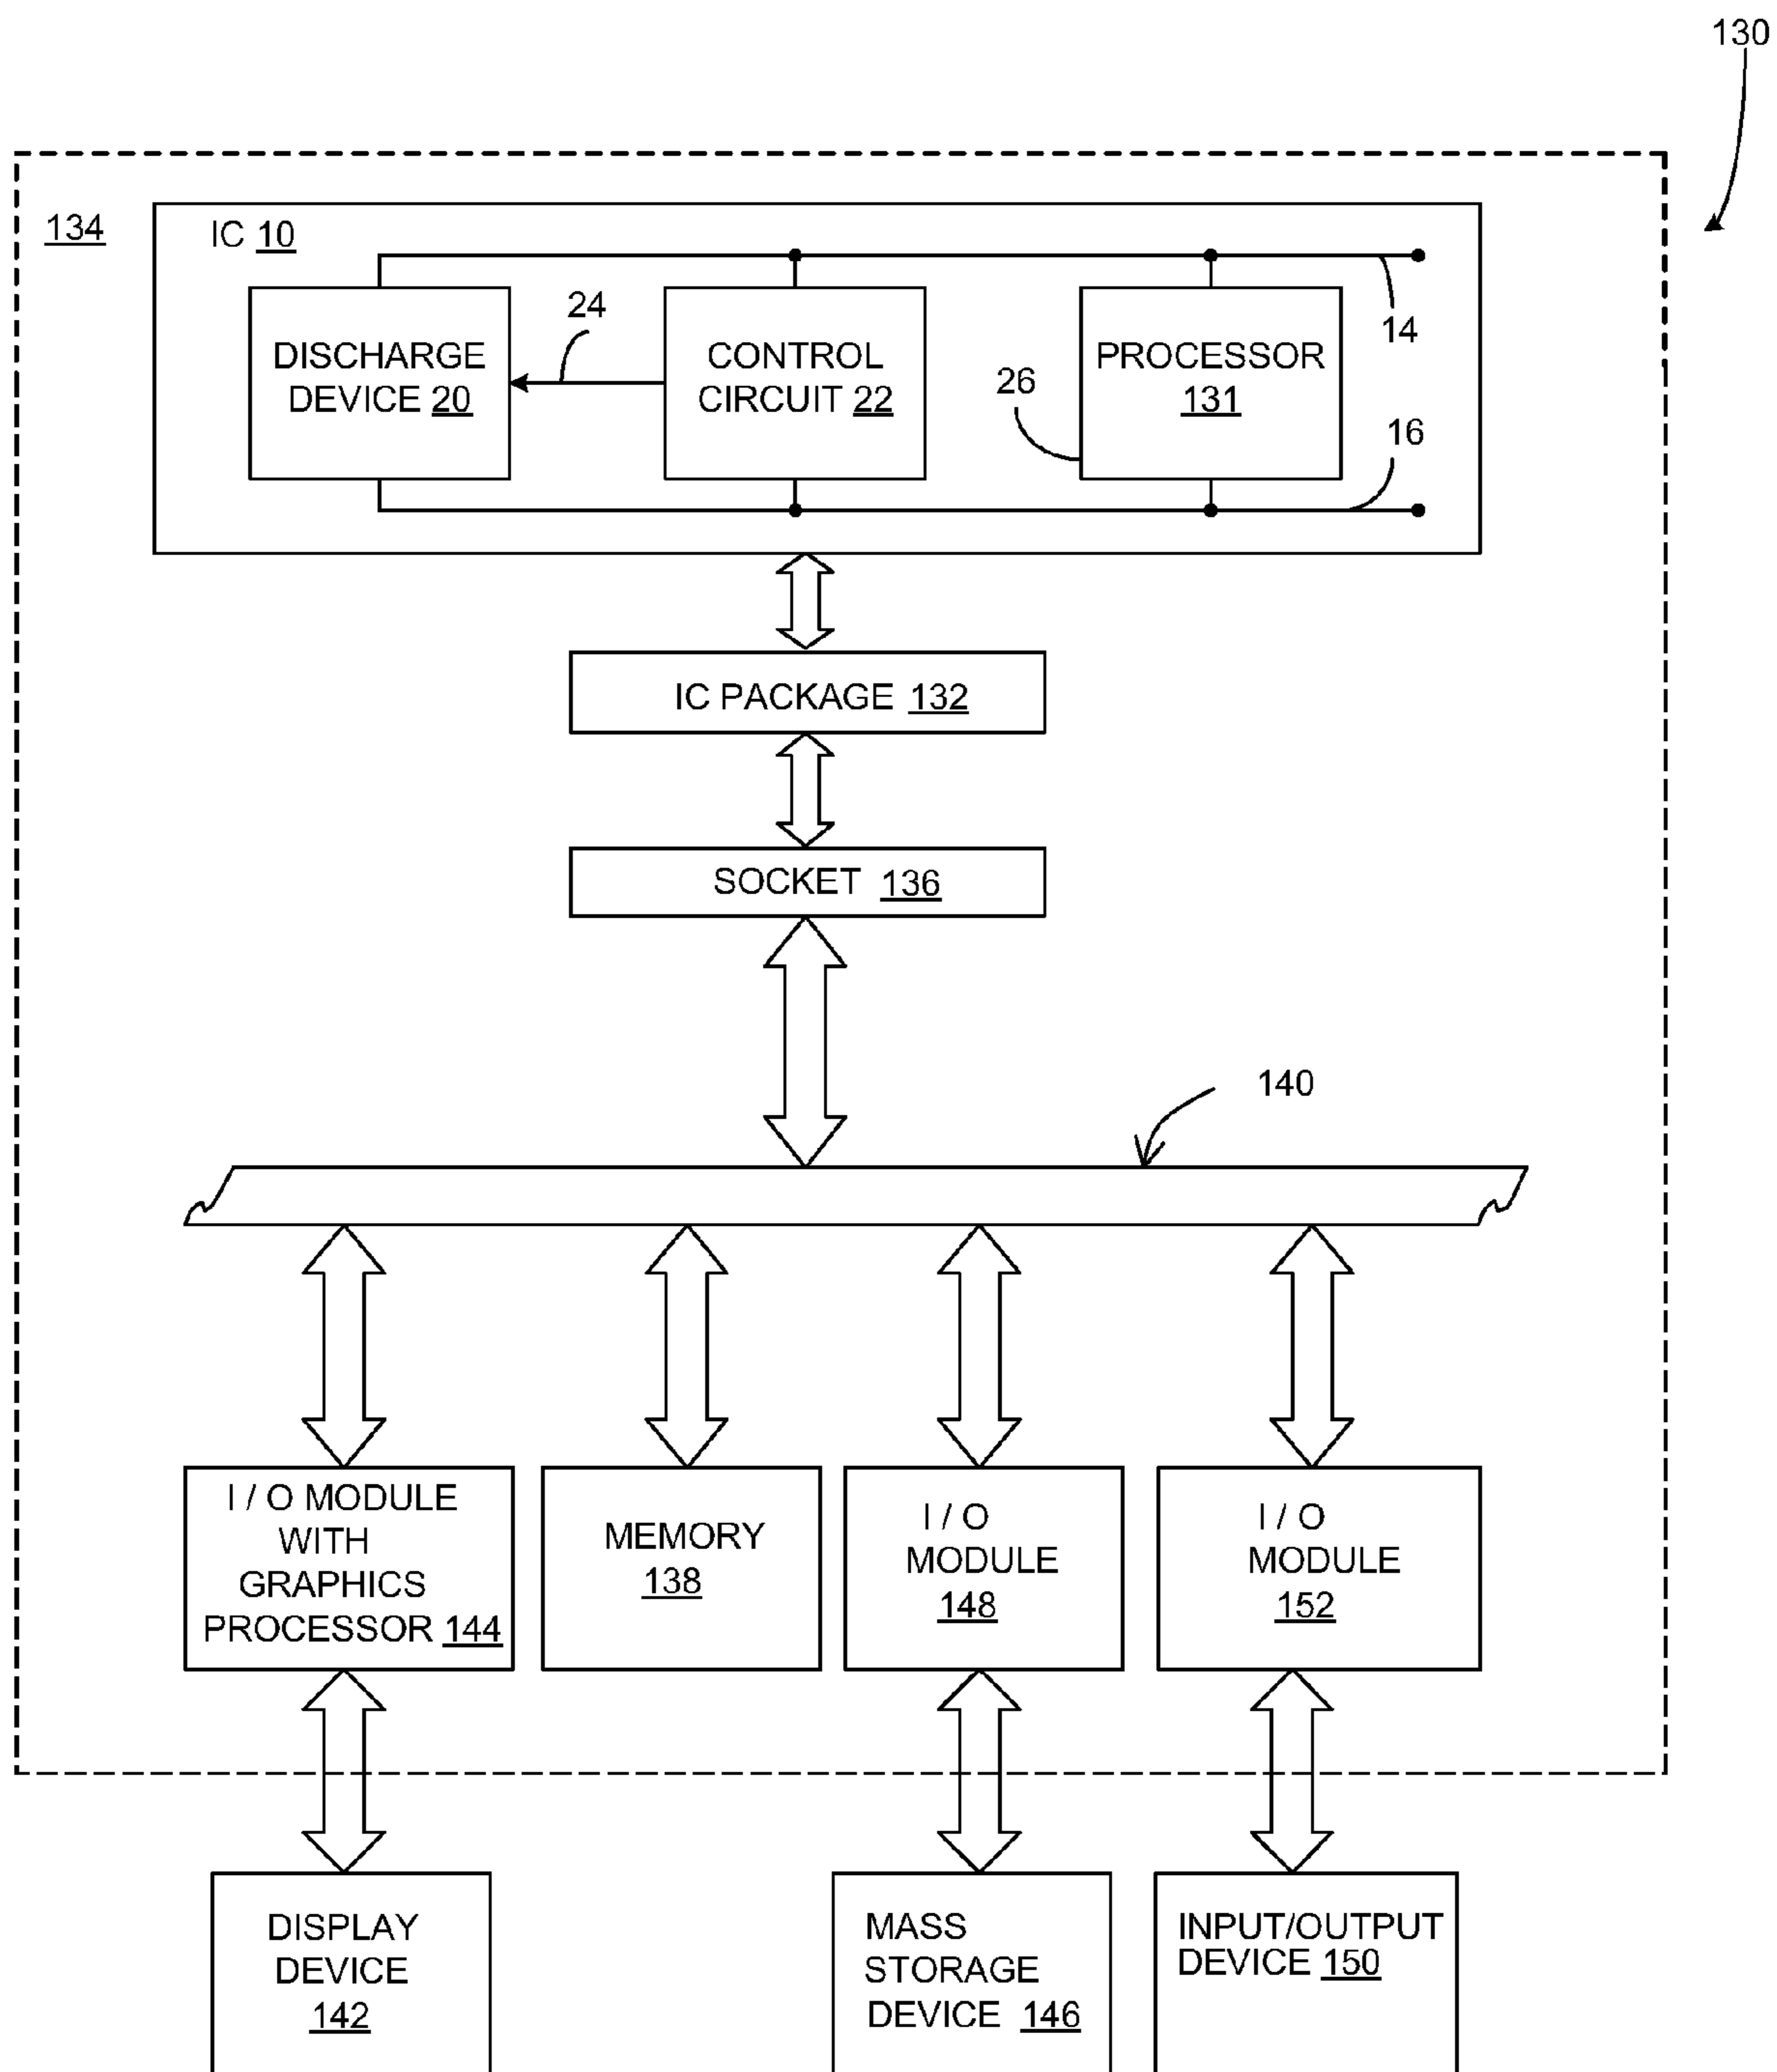 130
134
IC 10
24
DISCHARGE
DEVICE 20
CONTROL
CIRCUIT 22
26
PROCESSOR
131
14
16
IC PACKAGE 132
SOCKET 136
140
I / O MODULE
WITH
GRAPHICS
PROCESSOR 144
MEMORY
138
I / O
MODULE
148
I / O
MODULE
152
DISPLAY
DEVICE
142
MASS
STORAGE
DEVICE 146
INPUT/OUTPUT
DEVICE 150